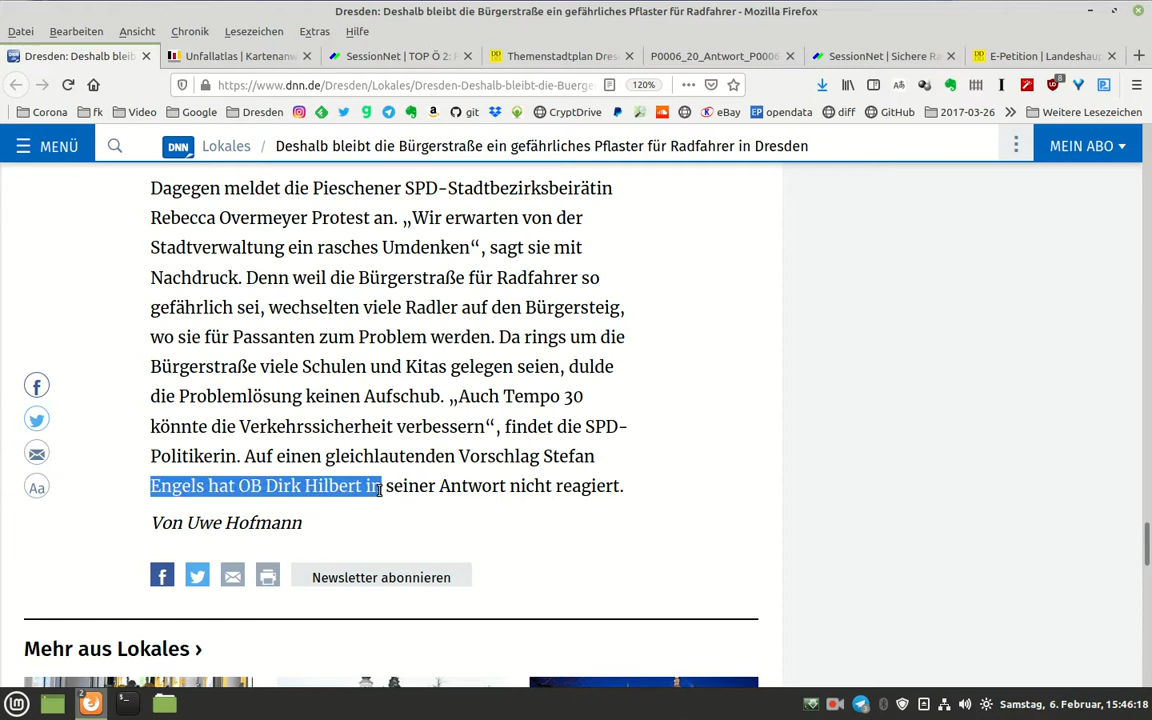 Dresden: Deshalb bleibt die Bürgerstraße ein gefährliches Pflaster für Radfahrer - Mozilla Firefox
Datei Bearbeiten Ansicht Chronik Lesezeichen Extras Hilfe
Dresden: Deshalb bleib Unfallatlas | Kartenanw SessionNet | TOP Ö 2: F Themenstadtplan Dres P0006_20_Antwort_P0006 SessionNet | Sichere Ra E-Petition | Landeshau
https://www.dnn.de/Dresden/Lokales/Dresden-Deshalb-bleibt-die-Buerge 120%
Corona fk Video Google Dresden git CryptDrive eBay opendata diff GitHub 2017-03-26 Weitere Lesezeichen
MENÜ DNN Lokales / Deshalb bleibt die Bürgerstraße ein gefährliches Pflaster für Radfahrer in Dresden MEIN ABO
Dagegen meldet die Pieschener SPD-Stadtbezirksbeirätin
Rebecca Overmeyer Protest an. „Wir erwarten von der
Stadtverwaltung ein rasches Umdenken“, sagt sie mit
Nachdruck. Denn weil die Bürgerstraße für Radfahrer so
gefährlich sei, wechselten viele Radler auf den Bürgersteig,
wo sie für Passanten zum Problem werden. Da rings um die
Bürgerstraße viele Schulen und Kitas gelegen seien, dulde
die Problemlösung keinen Aufschub. „Auch Tempo 30
könnte die Verkehrssicherheit verbessern“, findet die SPD-
Politikerin. Auf einen gleichlautenden Vorschlag Stefan
Engels hat OB Dirk Hilbert in seiner Antwort nicht reagiert.
Aa
Von Uwe Hofmann
Newsletter abonnieren
Mehr aus Lokales ›
Samstag, 6. Februar, 15:46:18